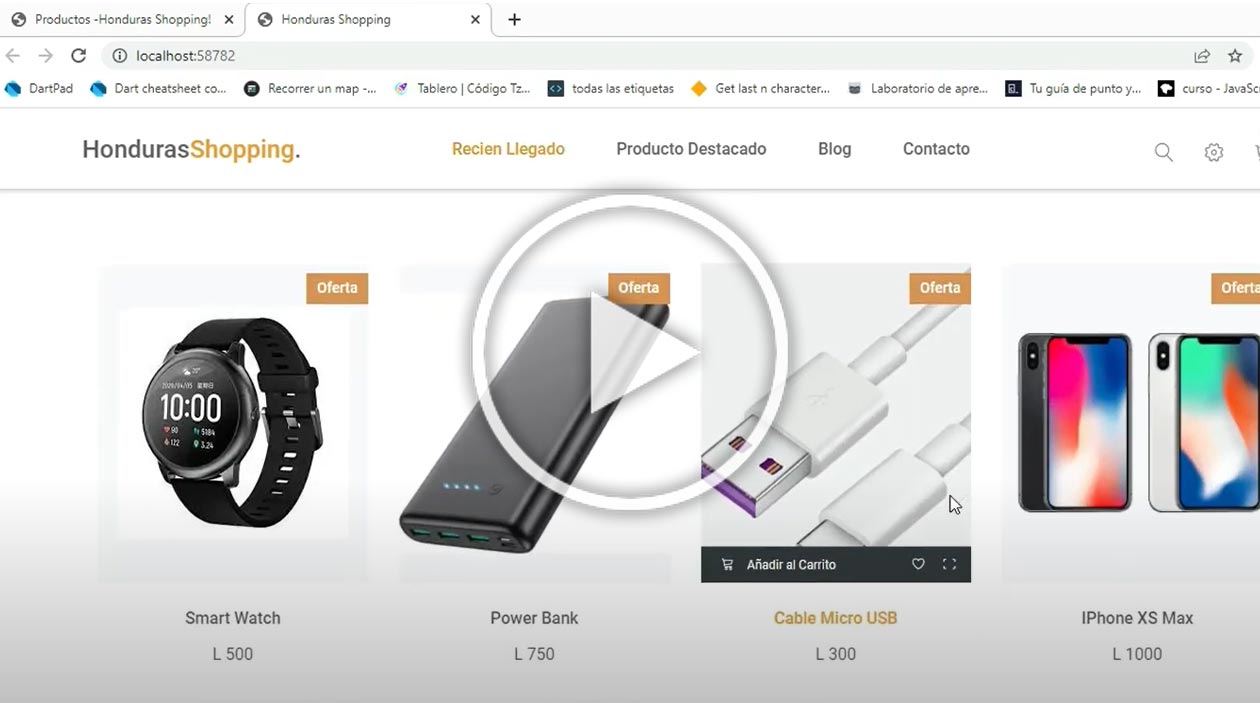 Productos -Honduras Shopping!
Honduras Shopping
localhost:58782
DartPad
Dart cheatsheet co...
Recorrer un map -...
Tablero | Código Tz...
todas las etiquetas
Get last n character...
Laboratorio de apre...
Tu guía de punto y...
curso - JavaSc
HondurasShopping.
Recien Llegado
Producto Destacado
Blog
Contacto
Oferta
Oferta
Oferta
Oferta
10:00
Añadir al Carrito
Smart Watch
Power Bank
Cable Micro USB
IPhone XS Max
L 500
L 750
L 300
L 1000